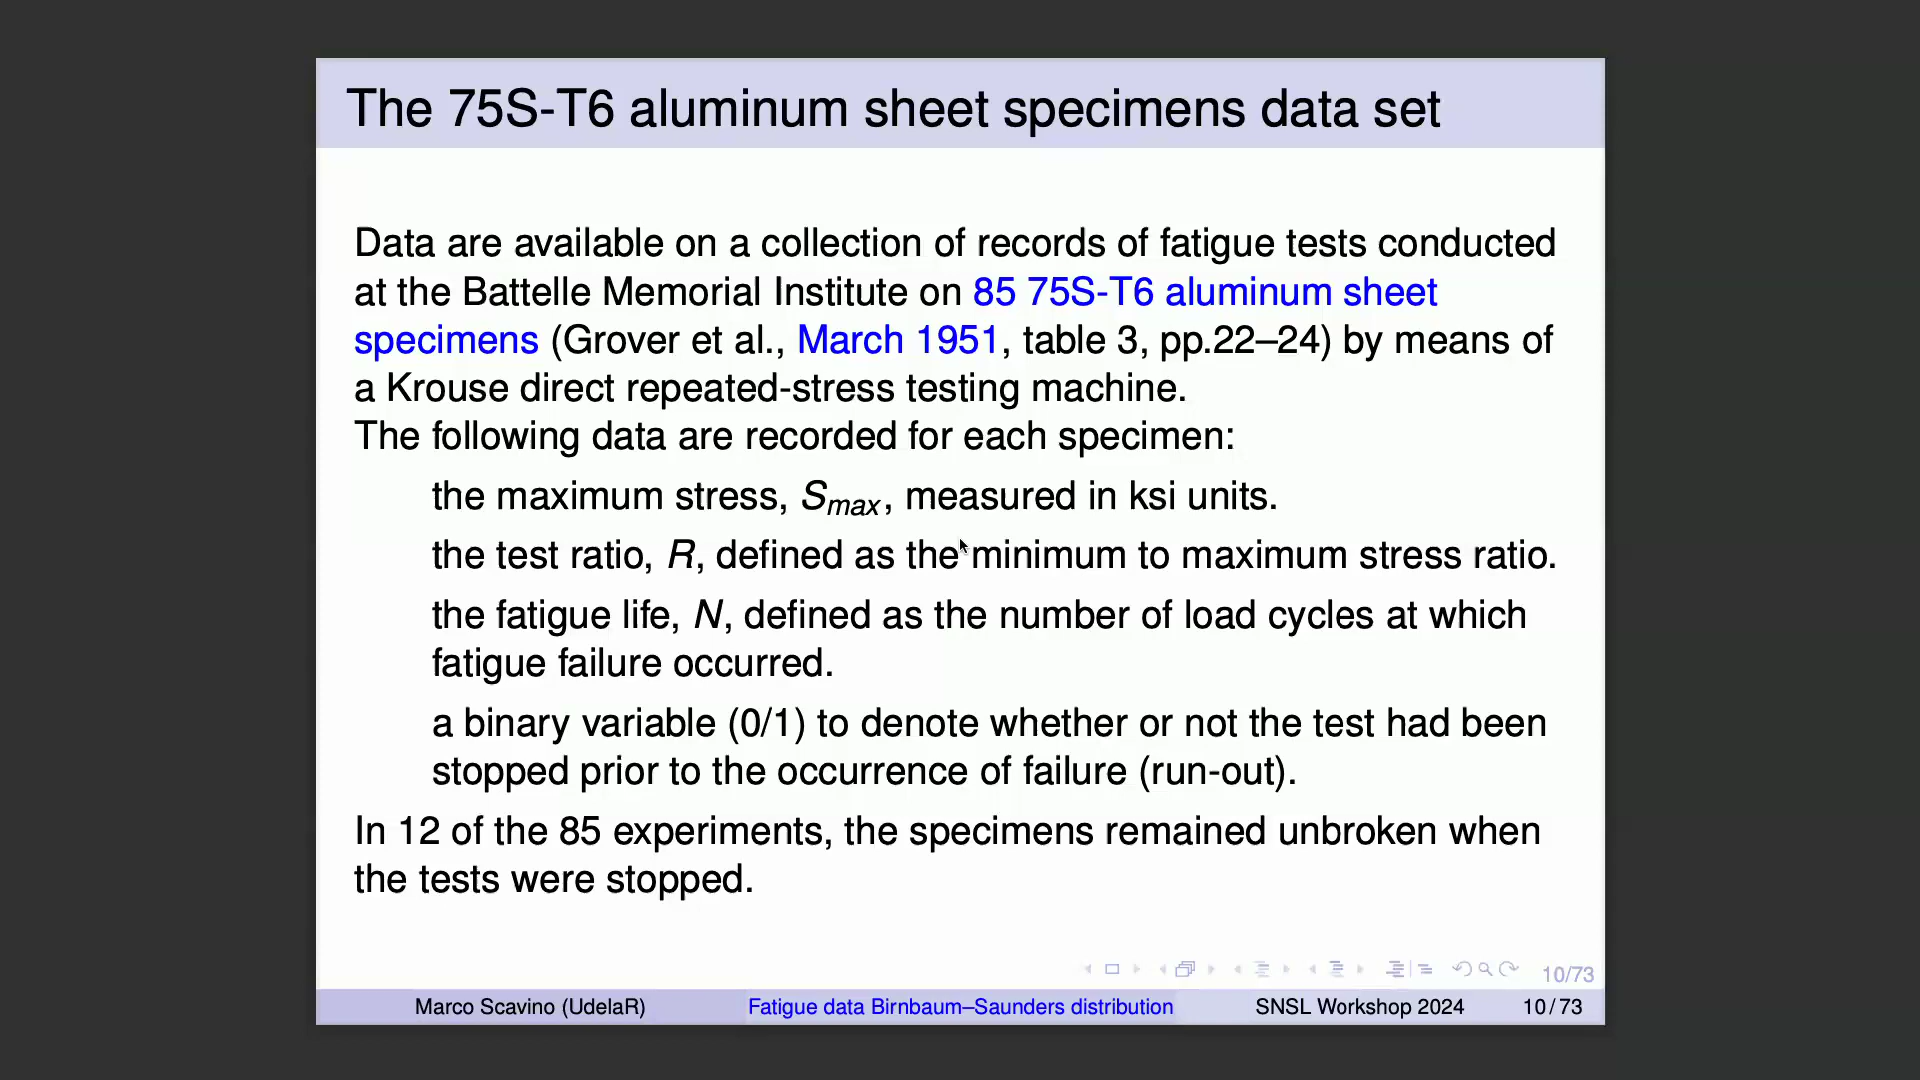 The 75S-T6 aluminum sheet specimens data set
Data are available on a collection of records of fatigue tests conducted
at the Battelle Memorial Institute on 85 75S-T6 aluminum sheet
specimens (Grover et al., March 1951, table 3, pp.22–24) by means of
a Krouse direct repeated-stress testing machine.
The following data are recorded for each specimen:
the maximum stress, Smax, measured in ksi units.
the test ratio, R, defined as the minimum to maximum stress ratio.
the fatigue life, N, defined as the number of load cycles at which
fatigue failure occurred.
a binary variable (0/1) to denote whether or not the test had been
stopped prior to the occurrence of failure (run-out).
In 12 of the 85 experiments, the specimens remained unbroken when
the tests were stopped.
10/73
Marco Scavino (UdelaR) Fatigue data Birnbaum–Saunders distribution SNSL Workshop 2024 10 / 73